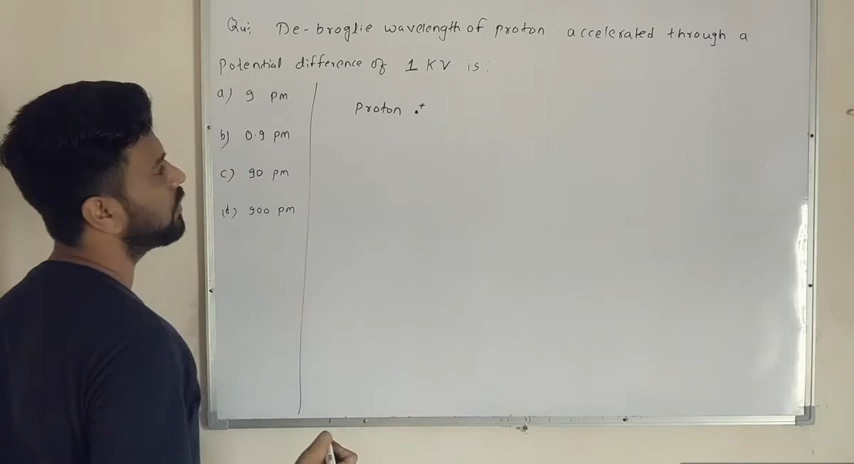 Qu: De-broglie wavelength of proton accelerated through a
potential difference of 1 KV is:
a) 9 pm
Proton .+
b) 0.9 pm
c) 90 pm
(d) 900 pm